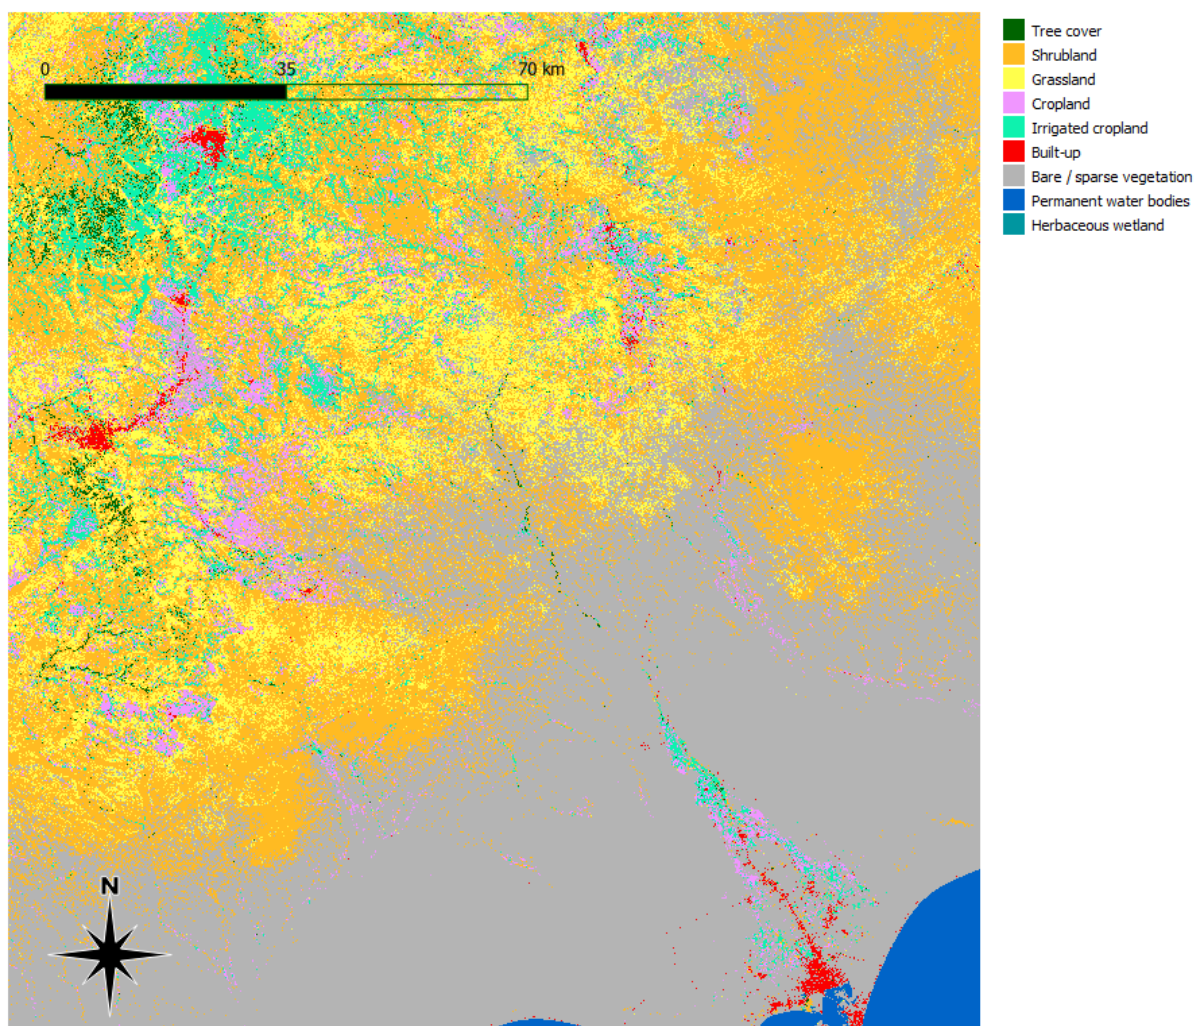 0 35 70 km
N
Tree cover
Shrubland
Grassland
Cropland
Irrigated cropland
Built-up
Bare / sparse vegetation
Permanent water bodies
Herbaceous wetland